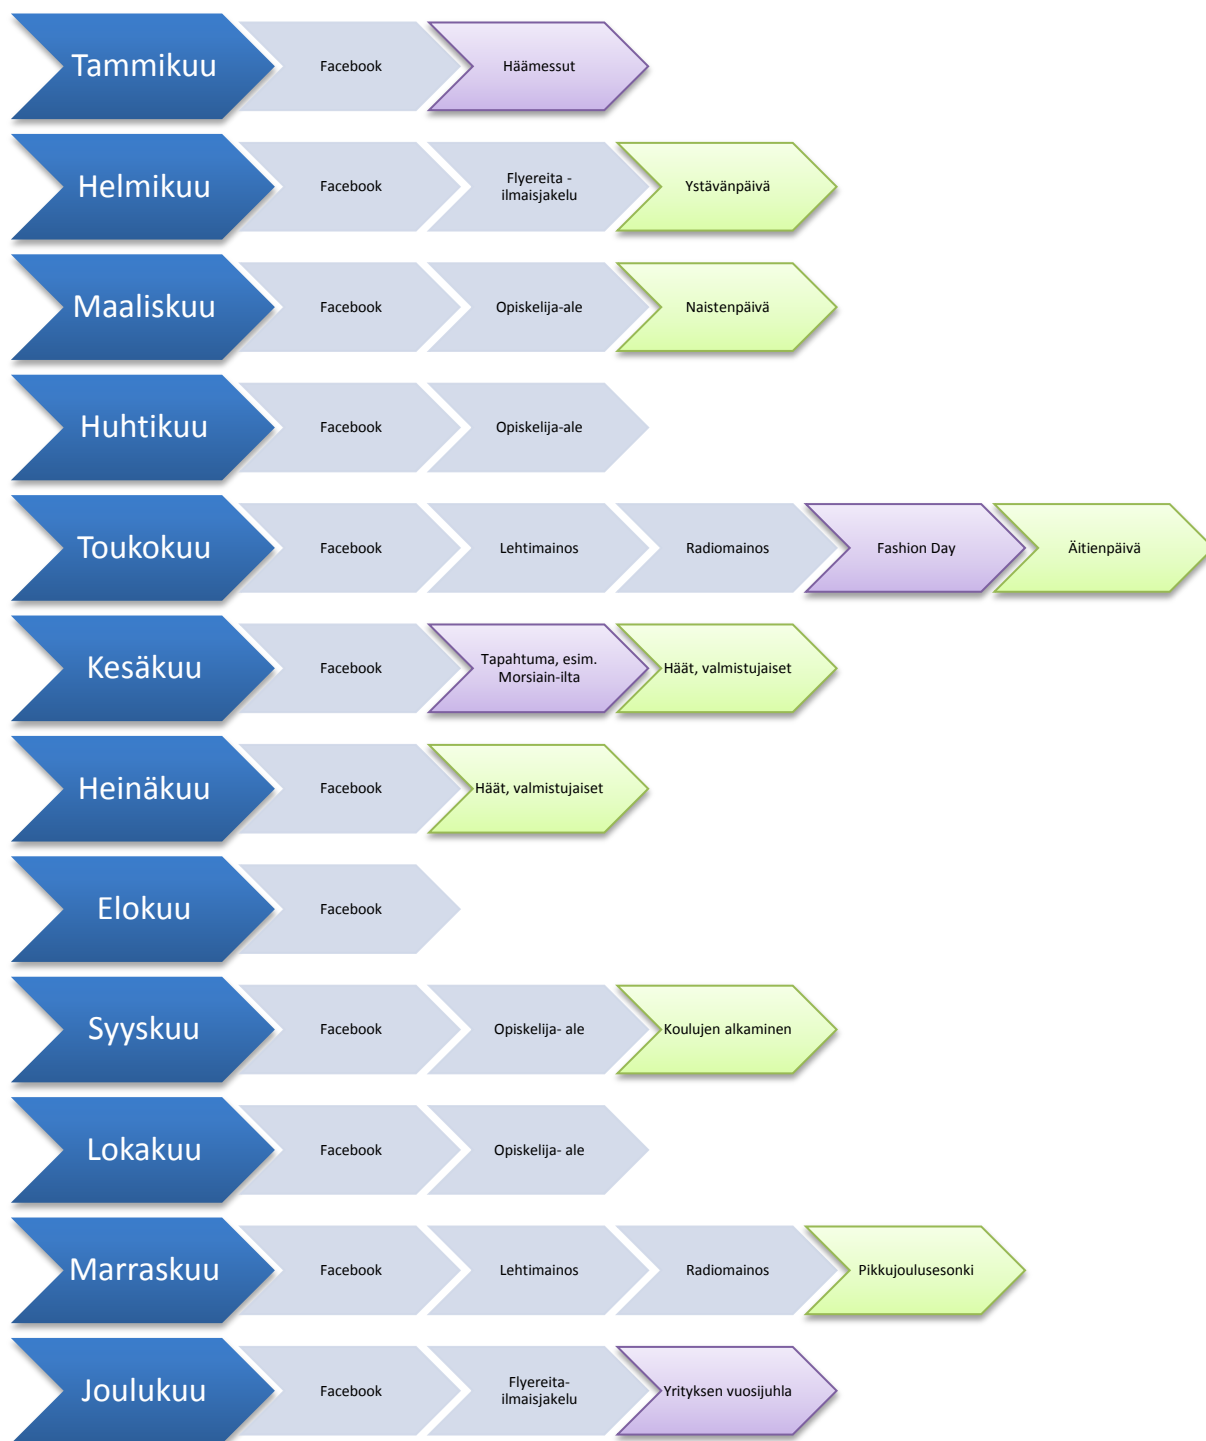 Tammikuu
Facebook
Häämessut
Helmikuu
Facebook
Flyereita -
ilmaisjakelu
Ystävänpäivä
Maaliskuu
Facebook
Opiskelija-ale
Naistenpäivä
Huhtikuu
Facebook
Opiskelija-ale
Toukokuu
Facebook
Lehtimainos
Radiomainos
Fashion Day
Äitienpäivä
Kesäkuu
Facebook
Tapahtuma, esim.
Morsiain-ilta
Häät, valmistujaiset
Heinäkuu
Facebook
Häät, valmistujaiset
Elokuu
Facebook
Syyskuu
Facebook
Opiskelija- ale
Koulujen alkaminen
Lokakuu
Facebook
Opiskelija- ale
Marraskuu
Facebook
Lehtimainos
Radiomainos
Pikkujoulusesonki
Joulukuu
Facebook
Flyereita-
ilmaisjakelu
Yrityksen vuosijuhla